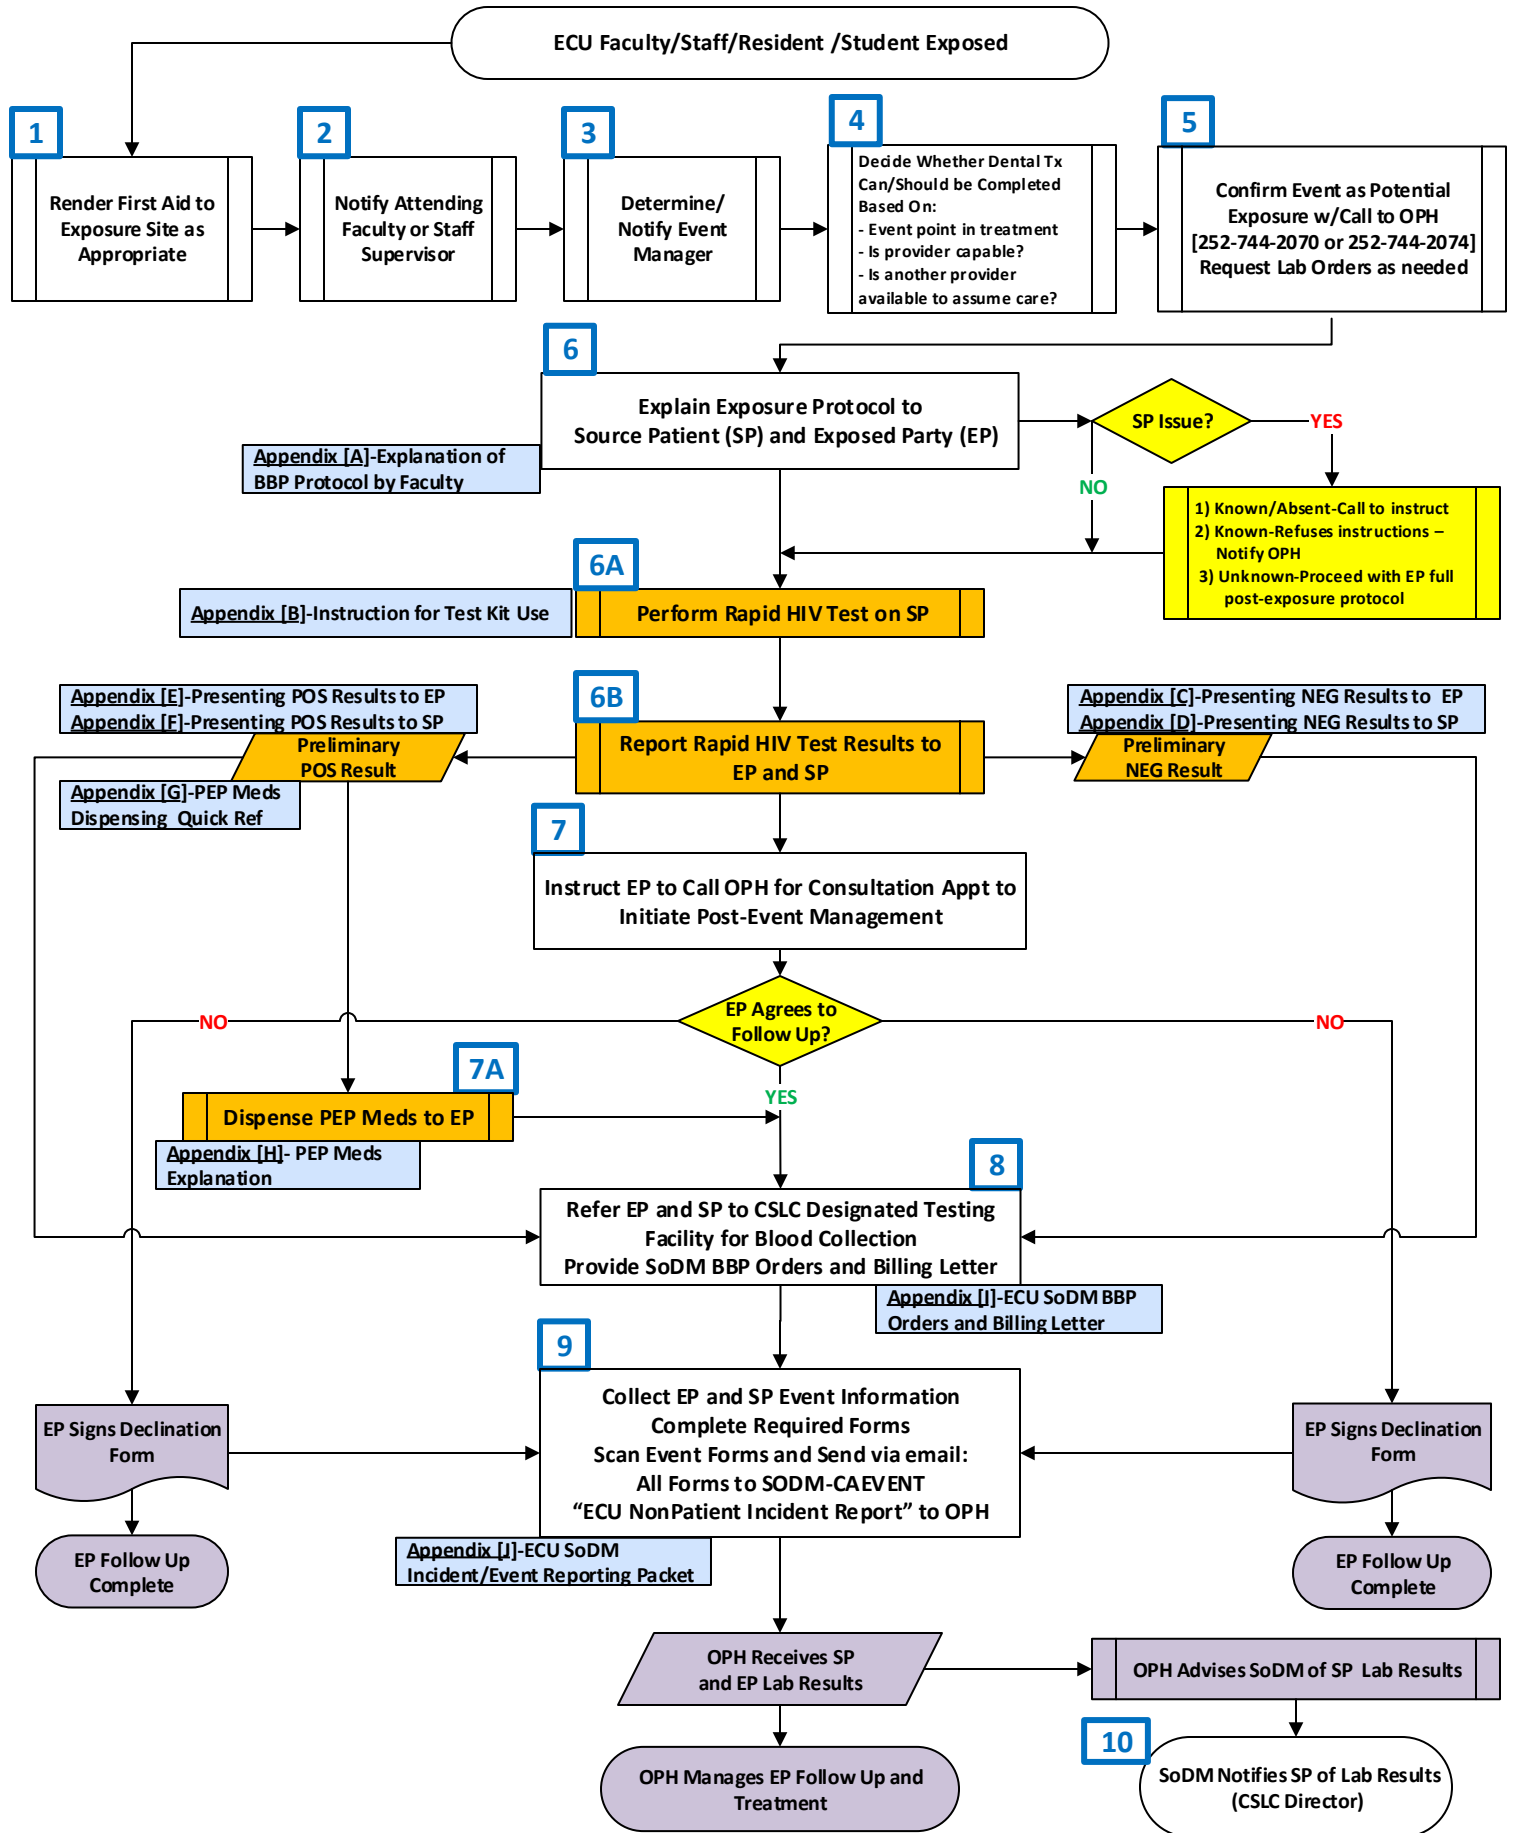 ECU Faculty/Staff/Resident /Student Exposed
1
Render First Aid to
Exposure Site as
Appropriate
2
Notify Attending
Faculty or Staff
Supervisor
3
Determine/
Notify Event
Manager
4
Decide Whether Dental Tx
Can/Should be Completed
Based On:
- Event point in treatment
- Is provider capable?
- Is another provider
available to assume care?
5
Confirm Event as Potential
Exposure w/Call to OPH
[252-744-2070 or 252-744-2074]
Request Lab Orders as needed
6
Explain Exposure Protocol to
Source Patient (SP) and Exposed Party (EP)
Appendix [A]-Explanation of
BBP Protocol by Faculty
SP Issue?
YES
NO
1) Known/Absent-Call to instruct
2) Known-Refuses instructions –
Notify OPH
3) Unknown-Proceed with EP full
post-exposure protocol
6A
Perform Rapid HIV Test on SP
Appendix [B]-Instruction for Test Kit Use
6B
Report Rapid HIV Test Results to
EP and SP
Appendix [E]-Presenting POS Results to EP
Appendix [F]-Presenting POS Results to SP
Preliminary
POS Result
Appendix [G]-PEP Meds
Dispensing Quick Ref
Appendix [C]-Presenting NEG Results to EP
Appendix [D]-Presenting NEG Results to SP
Preliminary
NEG Result
7
Instruct EP to Call OPH for Consultation Appt to
Initiate Post-Event Management
EP Agrees to
Follow Up?
NO
NO
YES
7A
Dispense PEP Meds to EP
Appendix [H]- PEP Meds
Explanation
8
Refer EP and SP to CSLC Designated Testing
Facility for Blood Collection
Provide SoDM BBP Orders and Billing Letter
Appendix [I]-ECU SoDM BBP
Orders and Billing Letter
9
Collect EP and SP Event Information
Complete Required Forms
Scan Event Forms and Send via email:
All Forms to SODM-CAEVENT
“ECU NonPatient Incident Report” to OPH
Appendix [J]-ECU SoDM
Incident/Event Reporting Packet
EP Signs Declination
Form
EP Follow Up
Complete
EP Signs Declination
Form
EP Follow Up
Complete
OPH Receives SP
and EP Lab Results
OPH Advises SoDM of SP Lab Results
OPH Manages EP Follow Up and
Treatment
10
SoDM Notifies SP of Lab Results
(CSLC Director)